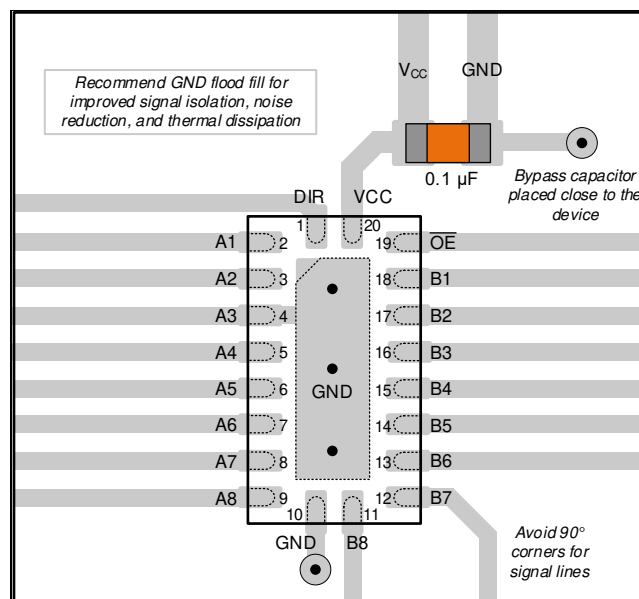 V_CC GND
Recommend GND flood fill for
improved signal isolation, noise
reduction, and thermal dissipation
0.1 µF
Bypass capacitor
placed close to the
device
DIR VCC
1 20
A1 2 19 O̅E̅
A2 3 18 B1
A3 4 17 B2
A4 5 16 B3
A5 6 GND 15 B4
A6 7 14 B5
A7 8 13 B6
A8 9 12 B7
10 11
GND B8
Avoid 90°
corners for
signal lines